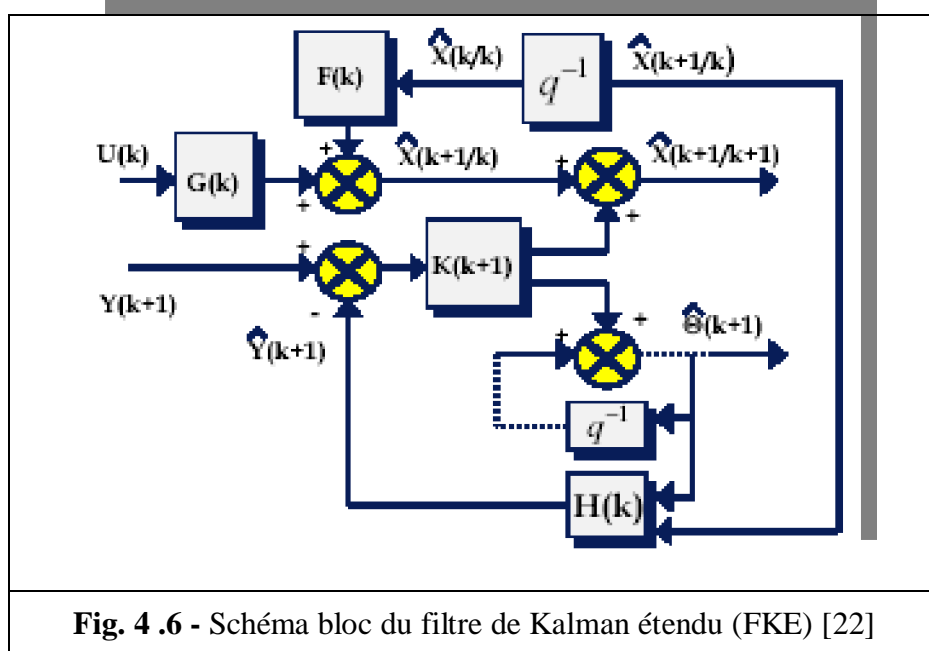 X̂(k/k)
X̂(k+1/k)
F(k)
q⁻¹
U(k)
G(k)
+
+
X̂(k+1/k)
+
+
X̂(k+1/k+1)
Y(k+1)
+
-
K(k+1)
Ŷ(k+1)
+
+
Θ̂(k+1)
q⁻¹
H(k)
Fig. 4 .6 - Schéma bloc du filtre de Kalman étendu (FKE) [22]